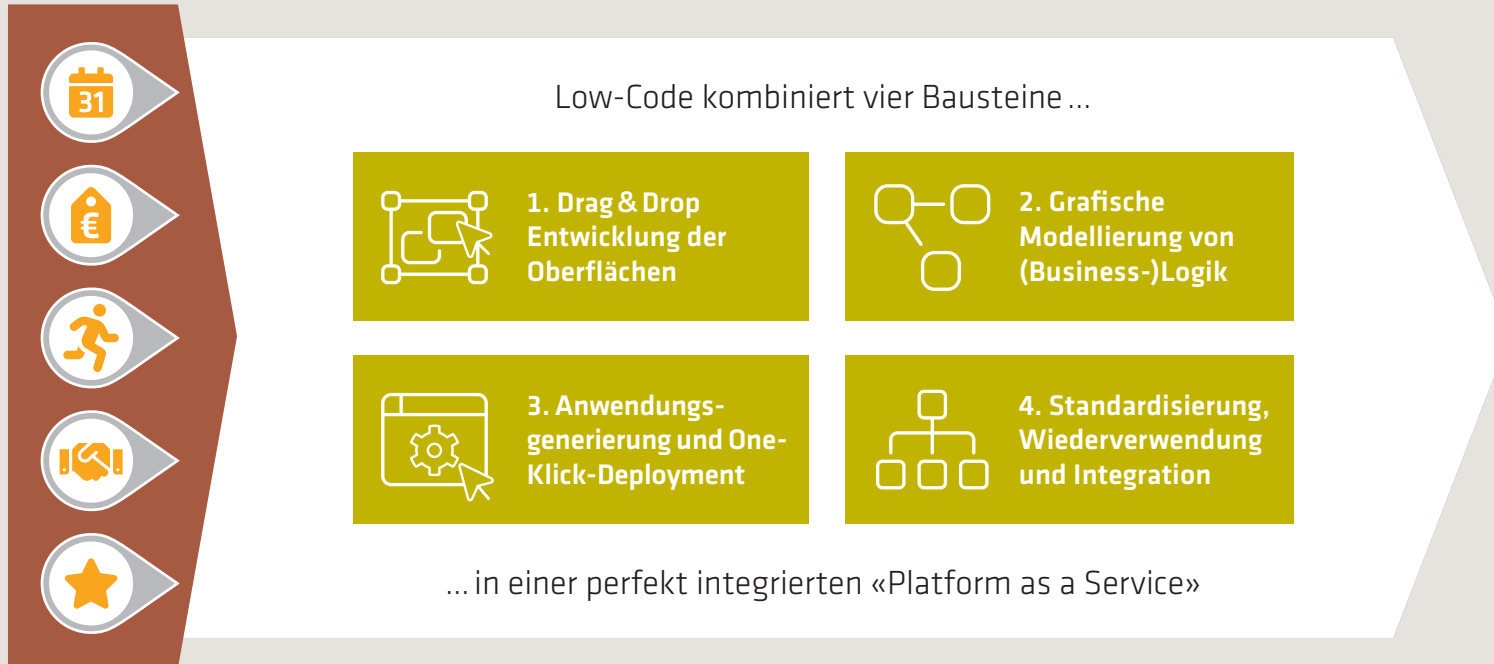 31
€
Low-Code kombiniert vier Bausteine ...
1. Drag & Drop
Entwicklung der
Oberflächen
2. Grafische
Modellierung von
(Business-)Logik
3. Anwendungs-
generierung und One-
Klick-Deployment
4. Standardisierung,
Wiederverwendung
und Integration
... in einer perfekt integrierten «Platform as a Service»